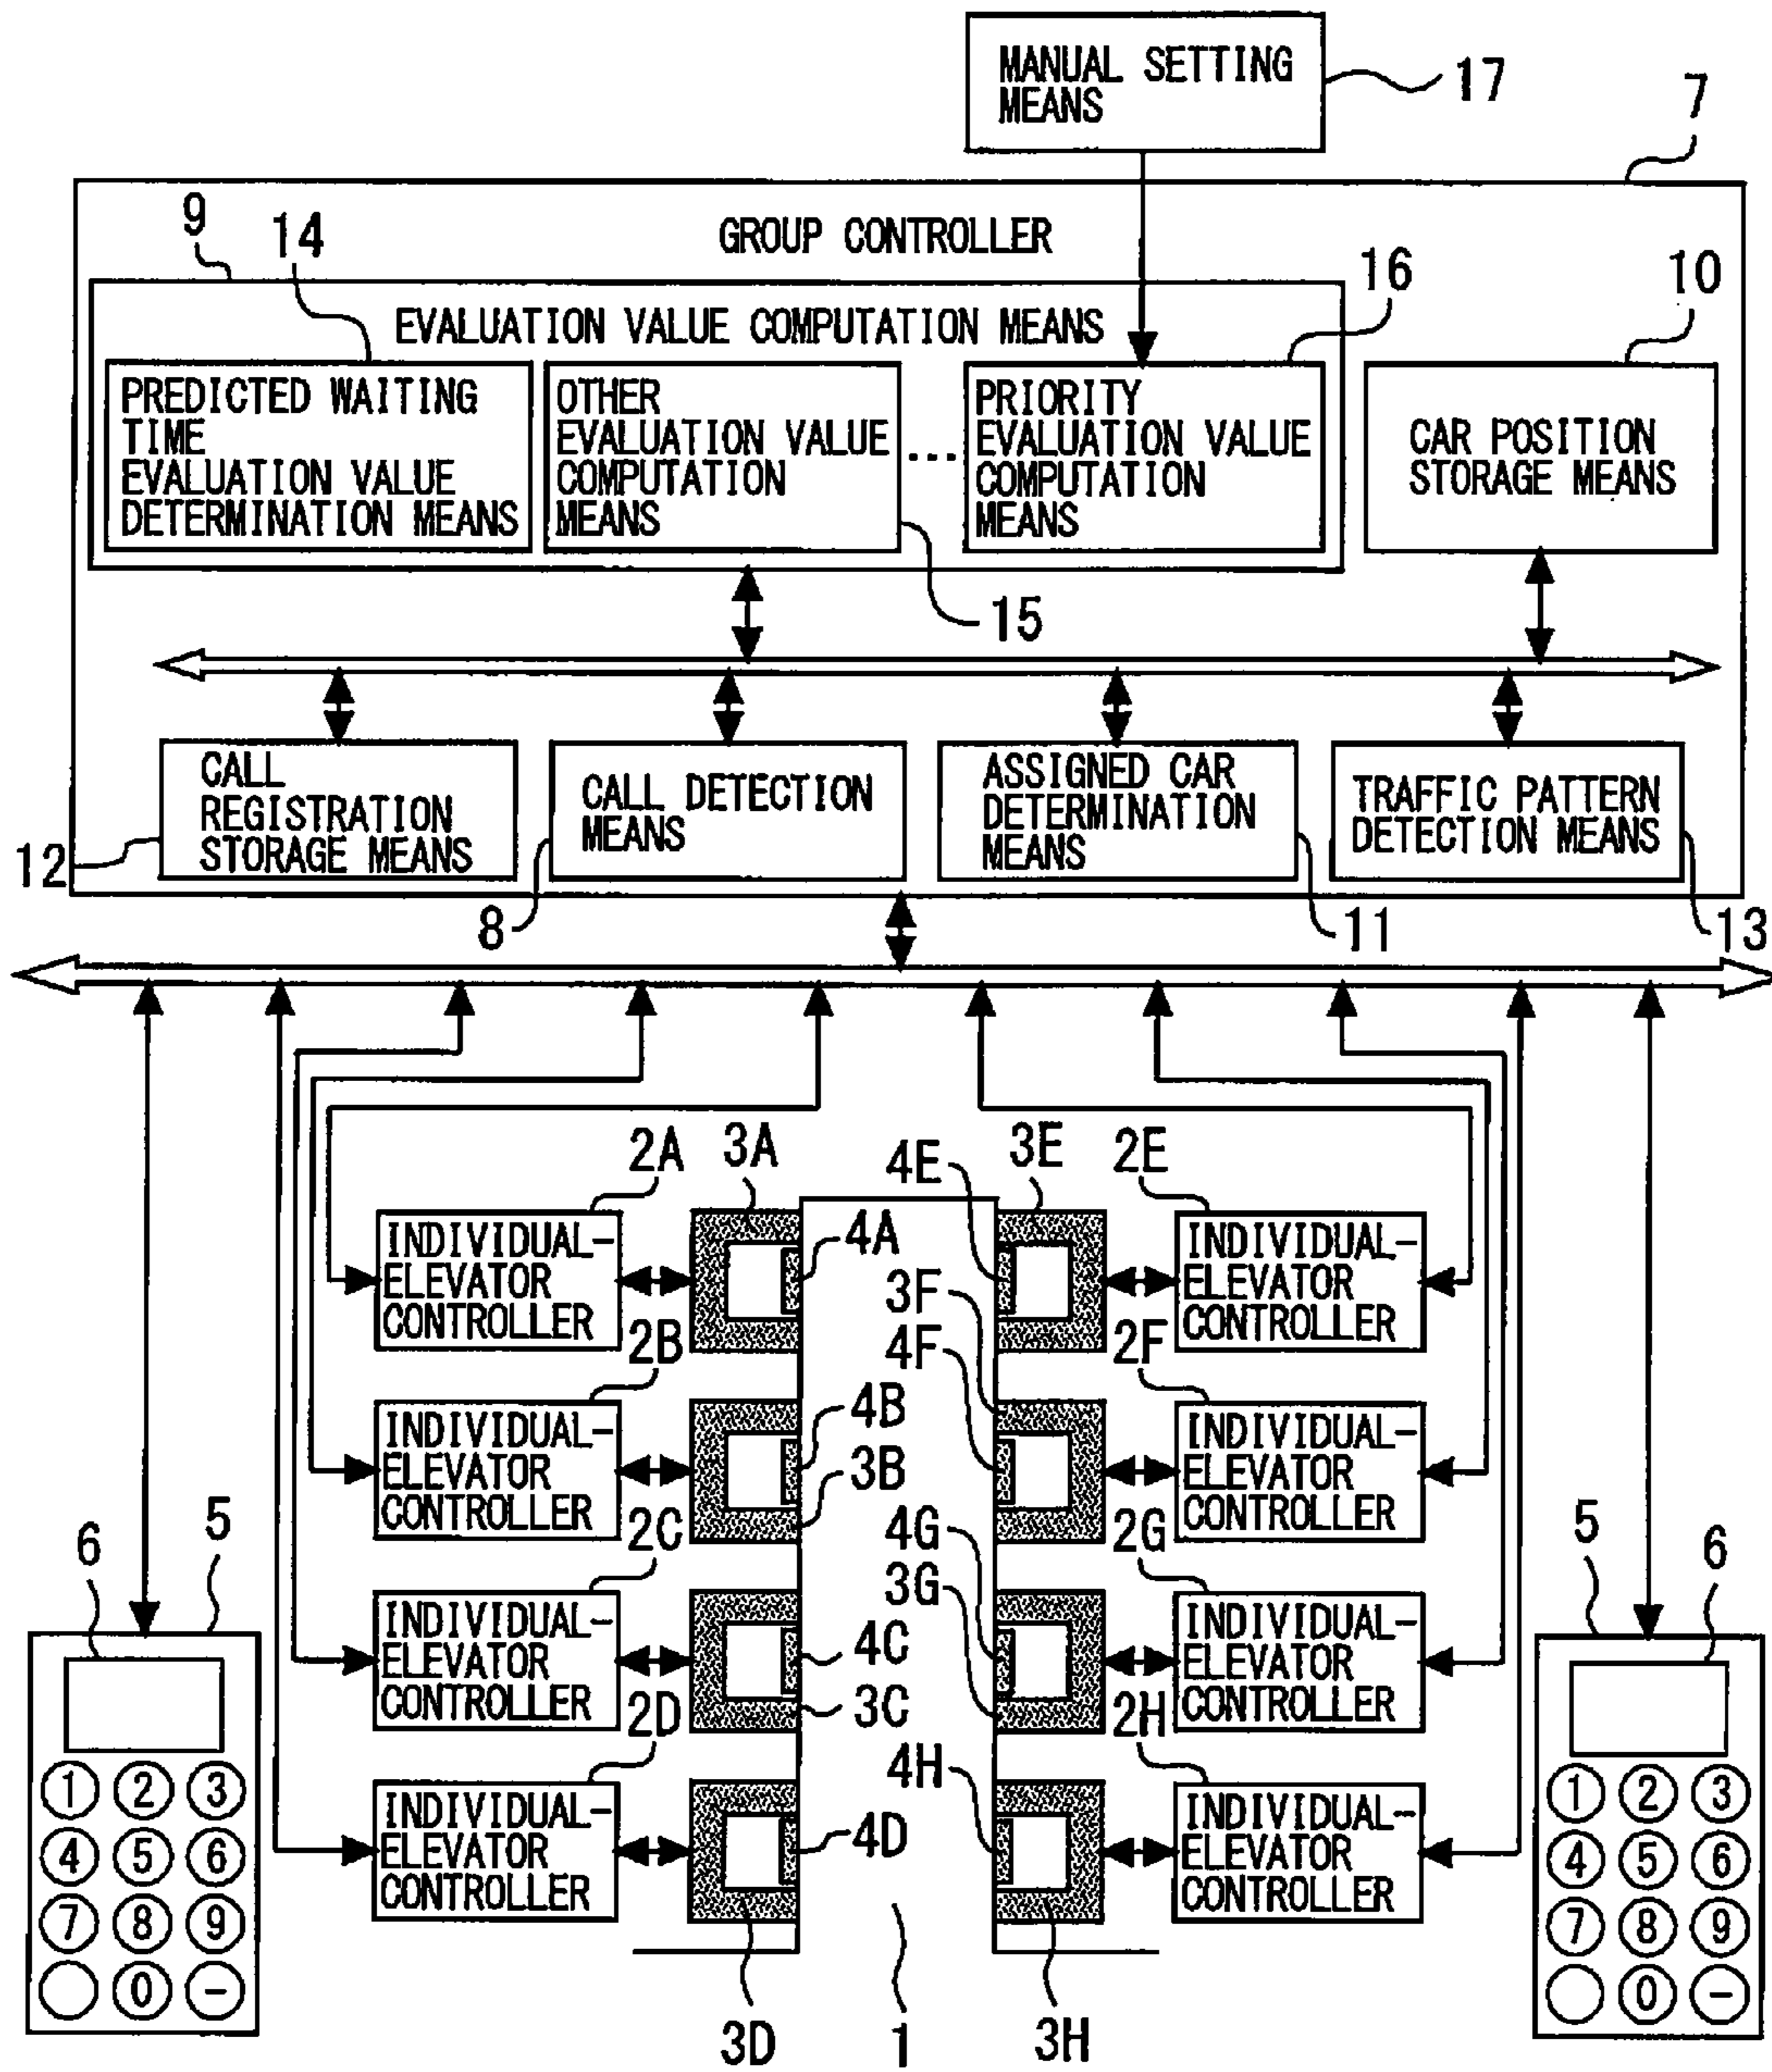 MANUAL SETTING
MEANS
17
7
9
14
GROUP CONTROLLER
16
10
EVALUATION VALUE COMPUTATION MEANS
PREDICTED WAITING
TIME
EVALUATION VALUE
DETERMINATION MEANS
OTHER
EVALUATION VALUE
COMPUTATION
MEANS
...
PRIORITY
EVALUATION VALUE
COMPUTATION
MEANS
CAR POSITION
STORAGE MEANS
15
CALL
REGISTRATION
STORAGE MEANS
CALL DETECTION
MEANS
ASSIGNED CAR
DETERMINATION
MEANS
TRAFFIC PATTERN
DETECTION MEANS
12
8
11
13
2A
3A
4E
3E
2E
INDIVIDUAL-
ELEVATOR
CONTROLLER
4A
3F
INDIVIDUAL-
ELEVATOR
CONTROLLER
2B
4F
2F
INDIVIDUAL-
ELEVATOR
CONTROLLER
4B
3B
INDIVIDUAL-
ELEVATOR
CONTROLLER
2C
4G
2G
3G
INDIVIDUAL-
ELEVATOR
CONTROLLER
4C
3C
INDIVIDUAL-
ELEVATOR
CONTROLLER
2D
2H
4H
INDIVIDUAL-
ELEVATOR
CONTROLLER
4D
INDIVIDUAL-
ELEVATOR
CONTROLLER
3D
1
3H
6
5
1 2 3
4 5 6
7 8 9
0 -
5
6
1 2 3
4 5 6
7 8 9
0 -